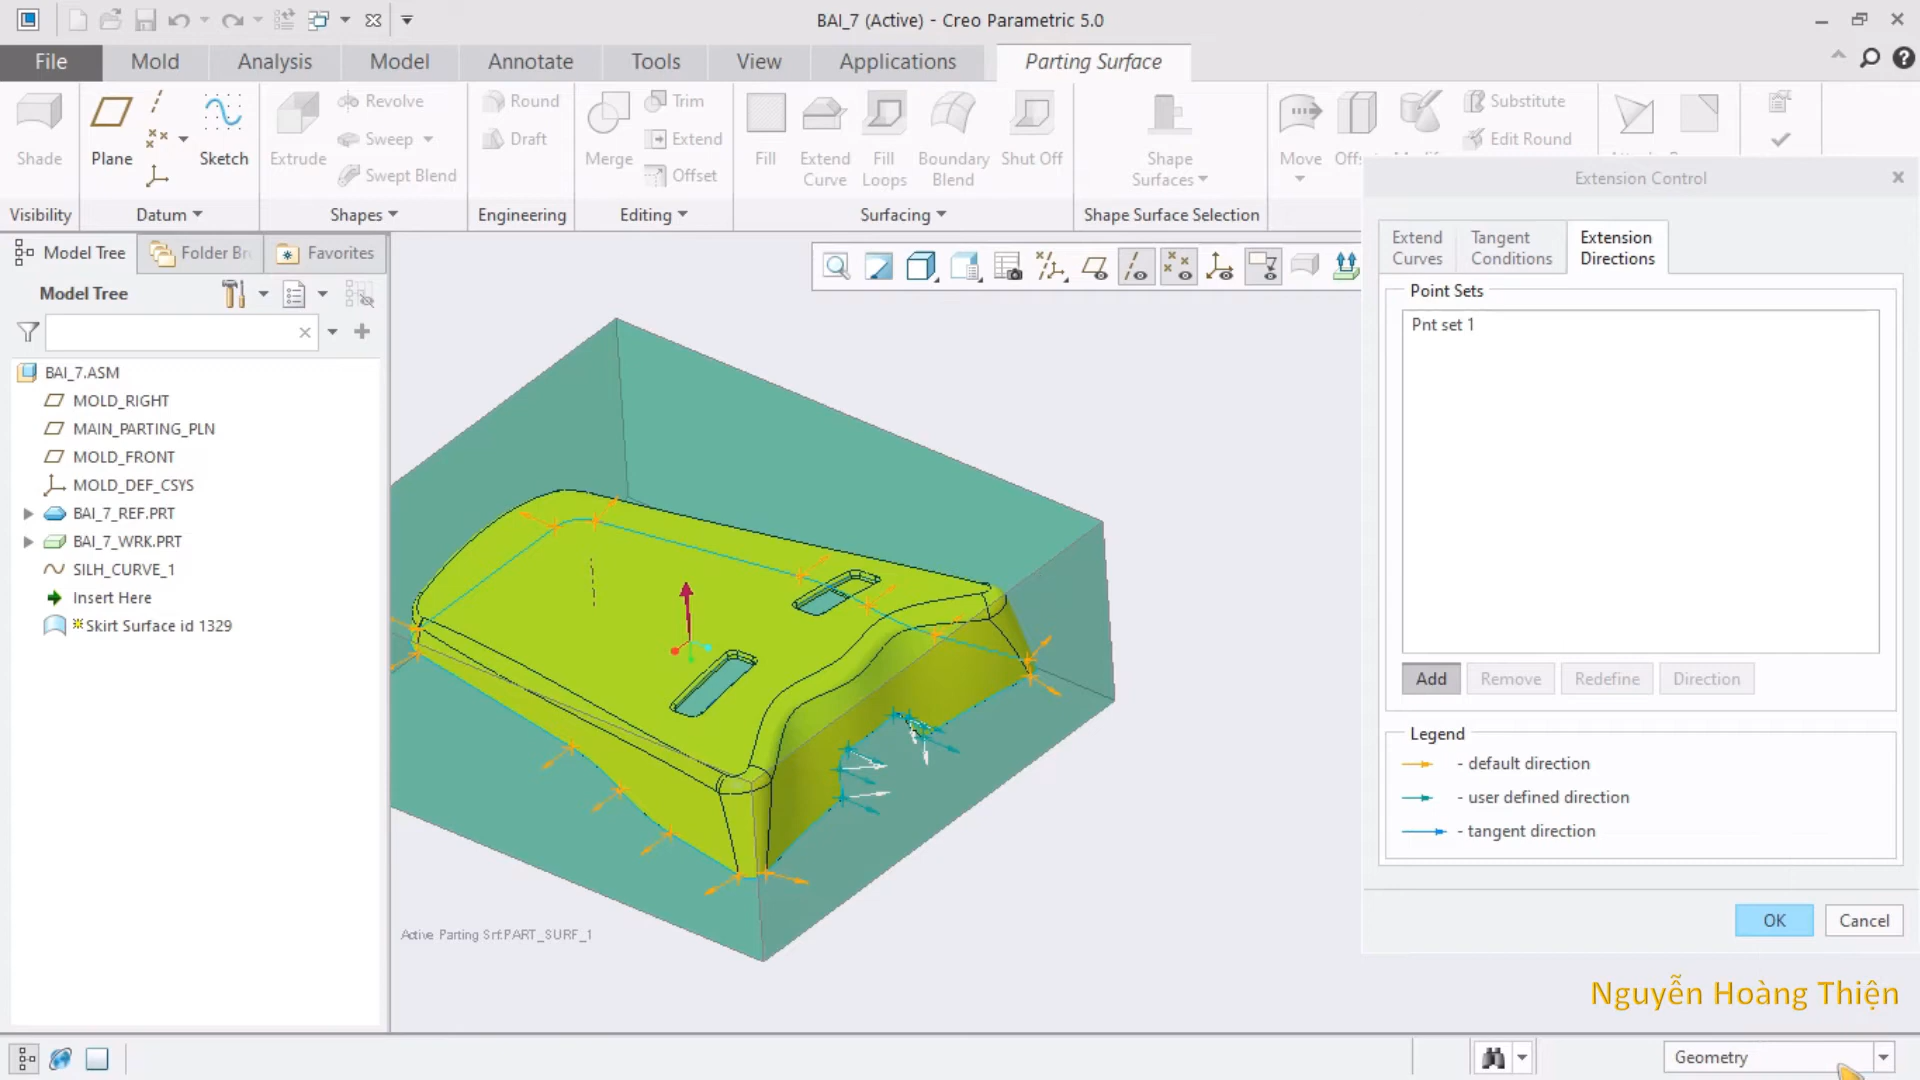 BAI_7 (Active) - Creo Parametric 5.0
File Mold Analysis Model Annotate Tools View Applications Parting Surface
Shade
Plane
Sketch
Extrude
Revolve
Sweep
Swept Blend
Round
Draft
Merge
Trim
Extend
Offset
Fill
Extend Curve
Fill Loops
Boundary Blend
Shut Off
Shape Surfaces
Move
Substitute
Edit Round
Visibility Datum Shapes Engineering Editing Surfacing Shape Surface Selection
Model Tree Folder Br Favorites
Model Tree
BAI_7.ASM
MOLD_RIGHT
MAIN_PARTING_PLN
MOLD_FRONT
MOLD_DEF_CSYS
BAI_7_REF.PRT
BAI_7_WRK.PRT
SILH_CURVE_1
Insert Here
Skirt Surface id 1329
Active Parting Srf:PART_SURF_1
Extension Control
Extend Curves
Tangent Conditions
Extension Directions
Point Sets
Pnt set 1
Add Remove Redefine Direction
Legend
- default direction
- user defined direction
- tangent direction
OK Cancel
Nguyễn Hoàng Thiện
Geometry